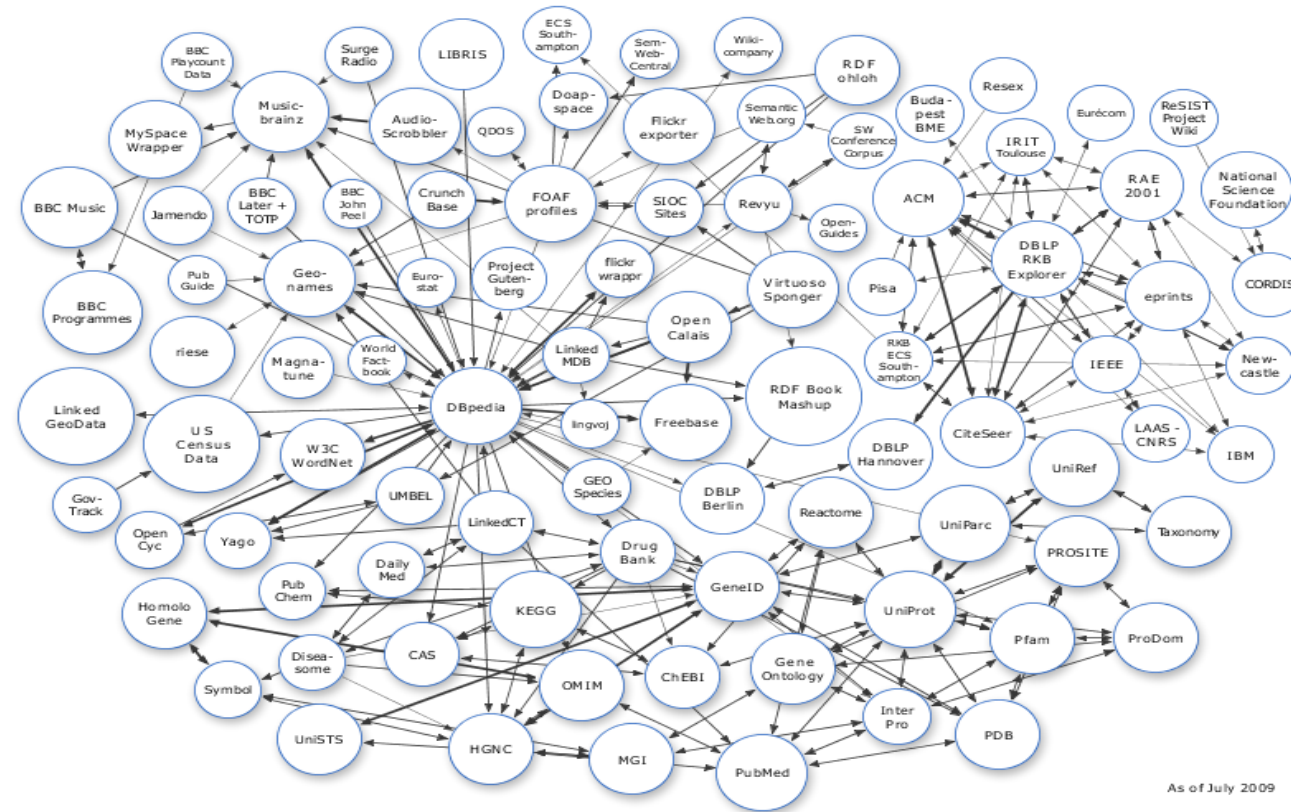 BBC
Playcount
Data
Surge
Radio
LIBRIS
ECS
South-
ampton
Sem-
Web-
Central
Wiki-
company
RDF
ohloh
Music-
brainz
Audio-
Scrobbler
MySpace
Wrapper
QDOS
Doap-
space
Flickr
exporter
Semantic
Web.org
SW
Conference
Corpus
Buda-
pest
BME
Resex
IRIT
Toulouse
Eurécom
ReSIST
Project
Wiki
BBC Music
Jamendo
BBC
Later +
TOTP
BBC
John
Peel
Crunch
Base
FOAF
profiles
SIOC
Sites
Revyu
Open-
Guides
ACM
RAE
2001
National
Science
Foundation
BBC
Programmes
Pub
Guide
Geo-
names
Euro-
stat
Project
Guten-
berg
flickr
wrappr
Virtuoso
Sponger
Pisa
DBLP
RKB
Explorer
eprints
CORDIS
riese
Magna-
tune
World
Fact-
book
Linked
MDB
Open
Calais
RDF Book
Mashup
RKB
ECS
South-
ampton
IEEE
New-
castle
Linked
GeoData
US
Census
Data
W3C
WordNet
DBpedia
lingvoj
Freebase
DBLP
Hannover
CiteSeer
LAAS -
CNRS
IBM
Gov-
Track
Open
Cyc
Yago
UMBEL
LinkedCT
GEO
Species
DBLP
Berlin
Reactome
UniParc
UniRef
Taxonomy
PROSITE
Homolo
Gene
Pub
Chem
Daily
Med
KEGG
Drug
Bank
GeneID
UniProt
Pfam
ProDom
Symbol
Disea-
some
CAS
OMIM
ChEBI
Gene
Ontology
Inter
Pro
PDB
UniSTS
HGNC
MGI
PubMed
As of July 2009